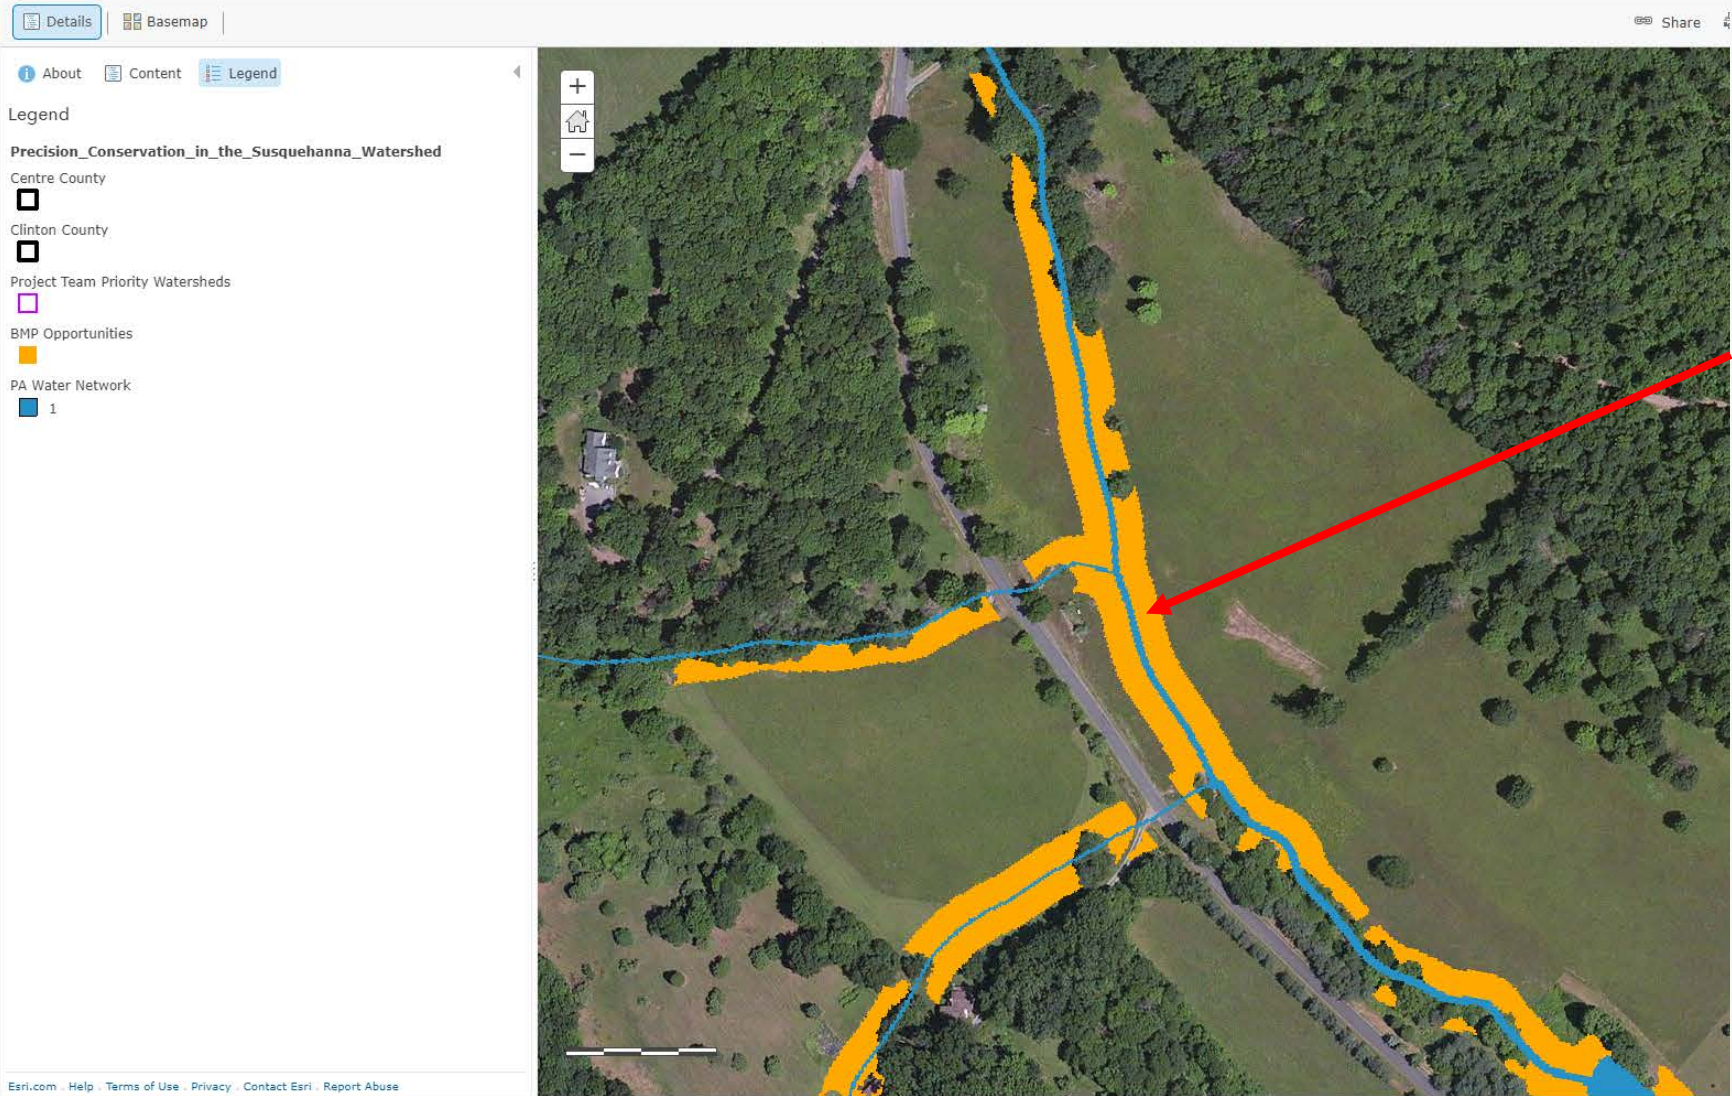 Details
Basemap
Share
About
Content
Legend
Legend
Precision_Conservation_in_the_Susquehanna_Watershed
Centre County
Clinton County
Project Team Priority Watersheds
BMP Opportunities
PA Water Network
1
+
−
Esri.com . Help . Terms of Use . Privacy . Contact Esri . Report Abuse